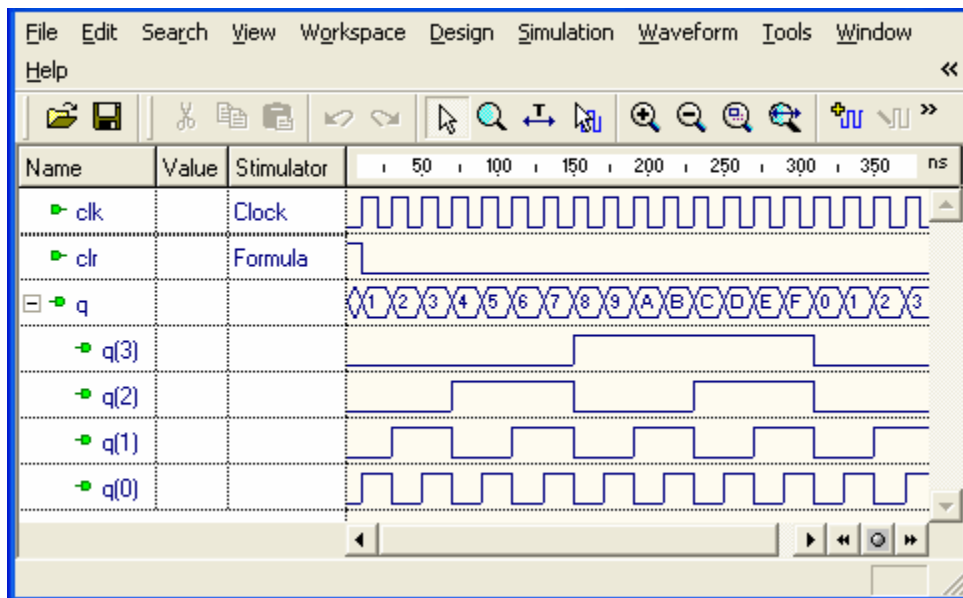 File Edit Search View Workspace Design Simulation Waveform Tools Window
Help «
T »
Name Value Stimulator 50 100 150 200 250 300 350 ns
clk Clock
clr Formula
q 1 2 3 4 5 6 7 8 9 A B C D E F 0 1 2 3
q(3)
q(2)
q(1)
q(0)